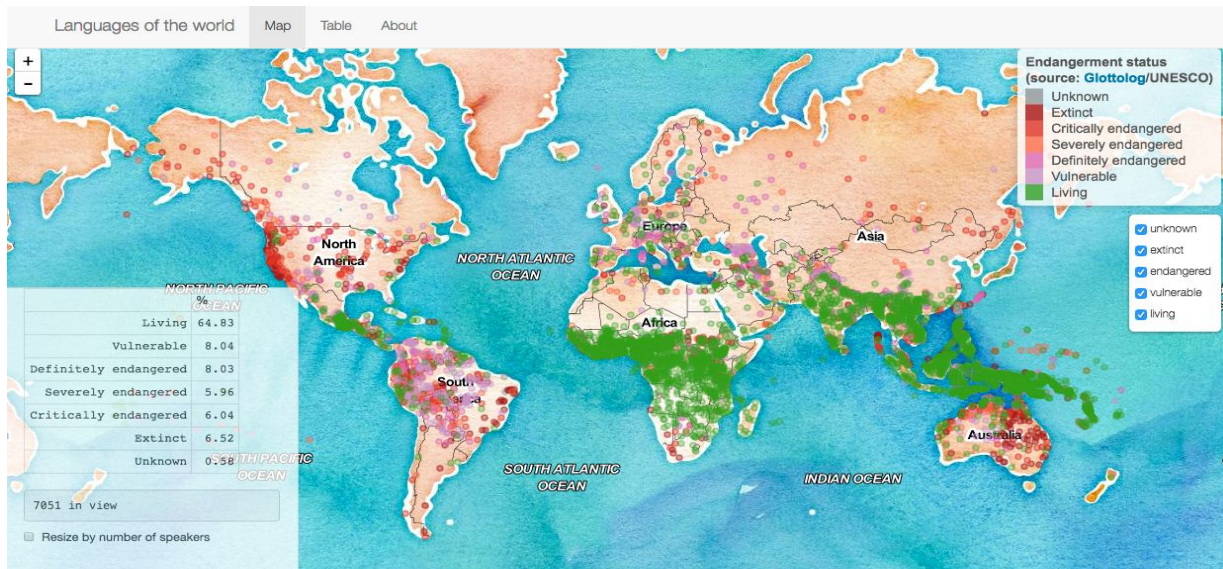 Languages of the world Map Table About
+
-
Endangerment status
(source: Glottolog/UNESCO)
Unknown
Extinct
Critically endangered
Severely endangered
Definitely endangered
Vulnerable
Living
unknown
extinct
endangered
vulnerable
living
North
America
Europe
Asia
NORTH ATLANTIC
OCEAN
NORTH PACIFIC
OCEAN
Africa
South
Australia
SOUTH ATLANTIC
OCEAN
INDIAN OCEAN
SOUTH PACIFIC
OCEAN
%
Living 64.83
Vulnerable 8.04
Definitely endangered 8.03
Severely endangered 5.96
Critically endangered 6.04
Extinct 6.52
Unknown 0.58
7051 in view
Resize by number of speakers